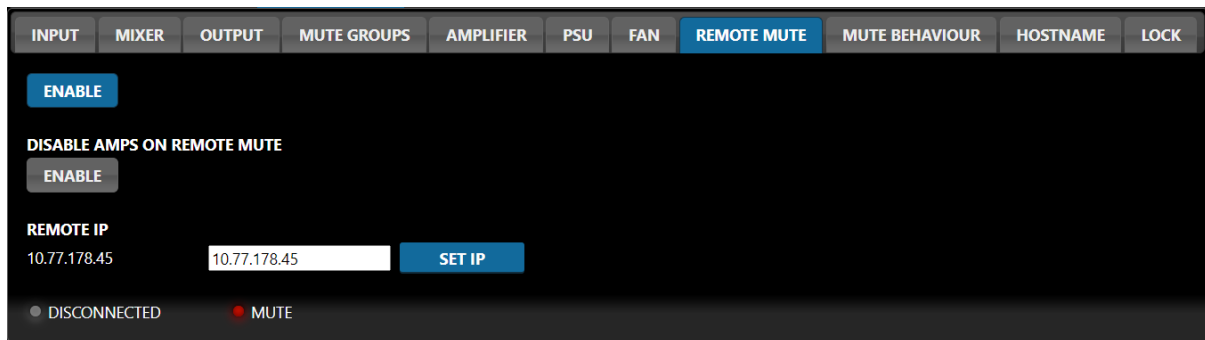 INPUT MIXER OUTPUT MUTE GROUPS AMPLIFIER PSU FAN REMOTE MUTE MUTE BEHAVIOUR HOSTNAME LOCK
ENABLE
DISABLE AMPS ON REMOTE MUTE
ENABLE
REMOTE IP
10.77.178.45 10.77.178.45 SET IP
DISCONNECTED MUTE